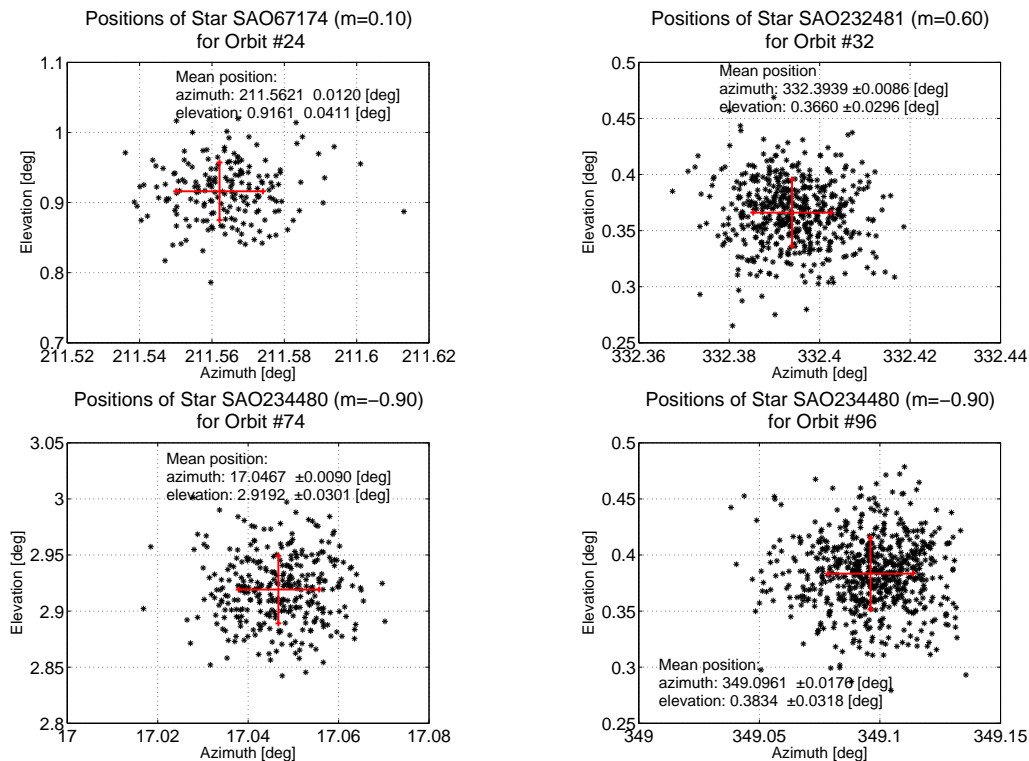 Positions of Star SAO67174 (m=0.10)
for Orbit #24
Mean position:
azimuth: 211.5621 0.0120 [deg]
elevation: 0.9161 0.0411 [deg]
Elevation [deg]
1.1
1
0.9
0.8
0.7
211.52 211.54 211.56 211.58 211.6 211.62
Azimuth [deg]
Positions of Star SAO232481 (m=0.60)
for Orbit #32
Mean position
azimuth: 332.3939 ±0.0086 [deg]
elevation: 0.3660 ±0.0296 [deg]
Elevation [deg]
0.5
0.45
0.4
0.35
0.3
0.25
332.36 332.38 332.4 332.42 332.44
Azimuth [deg]
Positions of Star SAO234480 (m=−0.90)
for Orbit #74
Mean position:
azimuth: 17.0467 ±0.0090 [deg]
elevation: 2.9192 ±0.0301 [deg]
Elevation [deg]
3.05
3
2.95
2.9
2.85
2.8
17 17.02 17.04 17.06 17.08
Azimuth [deg]
Positions of Star SAO234480 (m=−0.90)
for Orbit #96
Elevation [deg]
0.5
0.45
0.4
0.35
0.3
0.25
Mean position:
azimuth: 349.0961 ±0.0176 [deg]
elevation: 0.3834 ±0.0318 [deg]
349 349.05 349.1 349.15
Azimuth [deg]